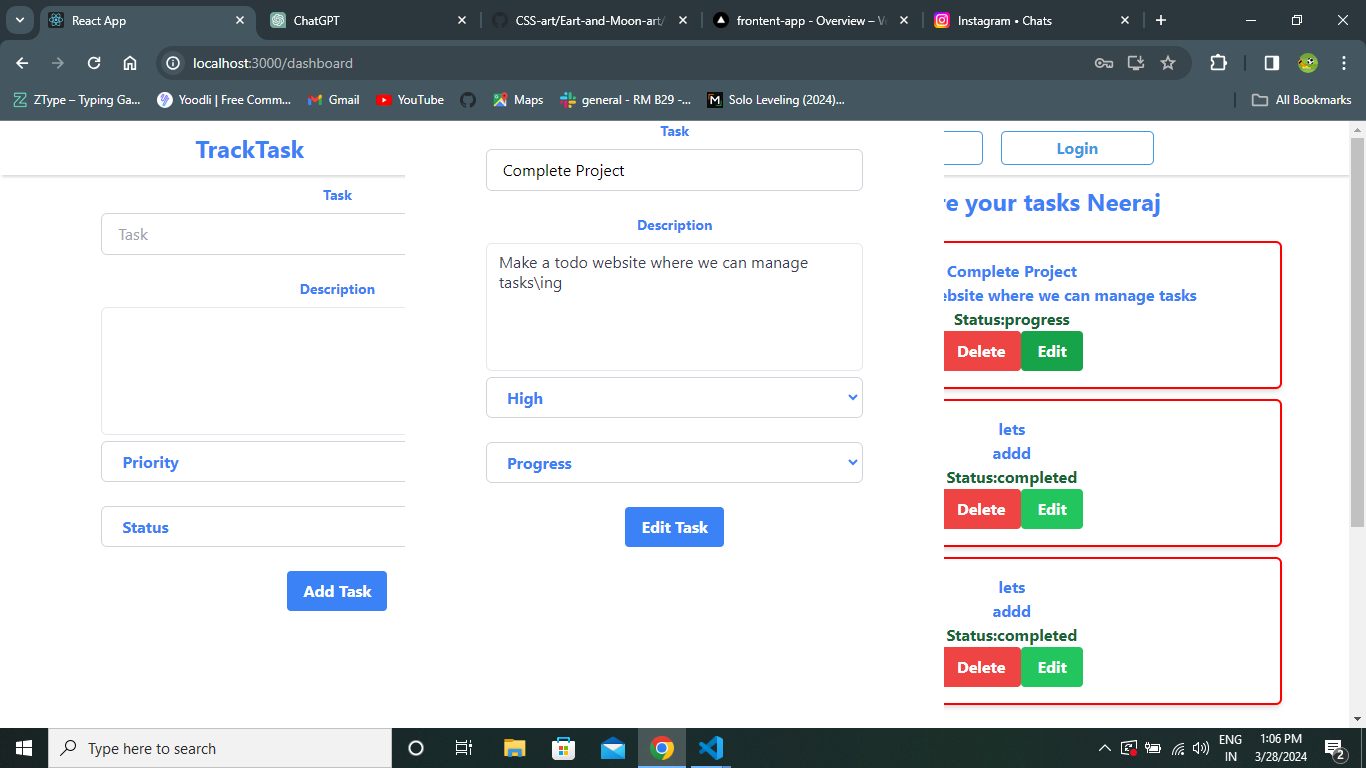 React App
ChatGPT
CSS-art/Eart-and-Moon-art/
frontent-app - Overview – V
Instagram • Chats
localhost:3000/dashboard
ZType – Typing Ga...
Yoodli | Free Comm...
Gmail
YouTube
Maps
general - RM B29 -...
Solo Leveling (2024)...
All Bookmarks
TrackTask
Login
Task
Task
Description
Priority
Status
Add Task
Task
Complete Project
Description
Make a todo website where we can manage
tasks\ing
High
Progress
Edit Task
re your tasks Neeraj
Complete Project
ebsite where we can manage tasks
Status:progress
Delete
Edit
lets
addd
Status:completed
Delete
Edit
lets
addd
Status:completed
Delete
Edit
Type here to search
ENG
IN
1:06 PM
3/28/2024
2